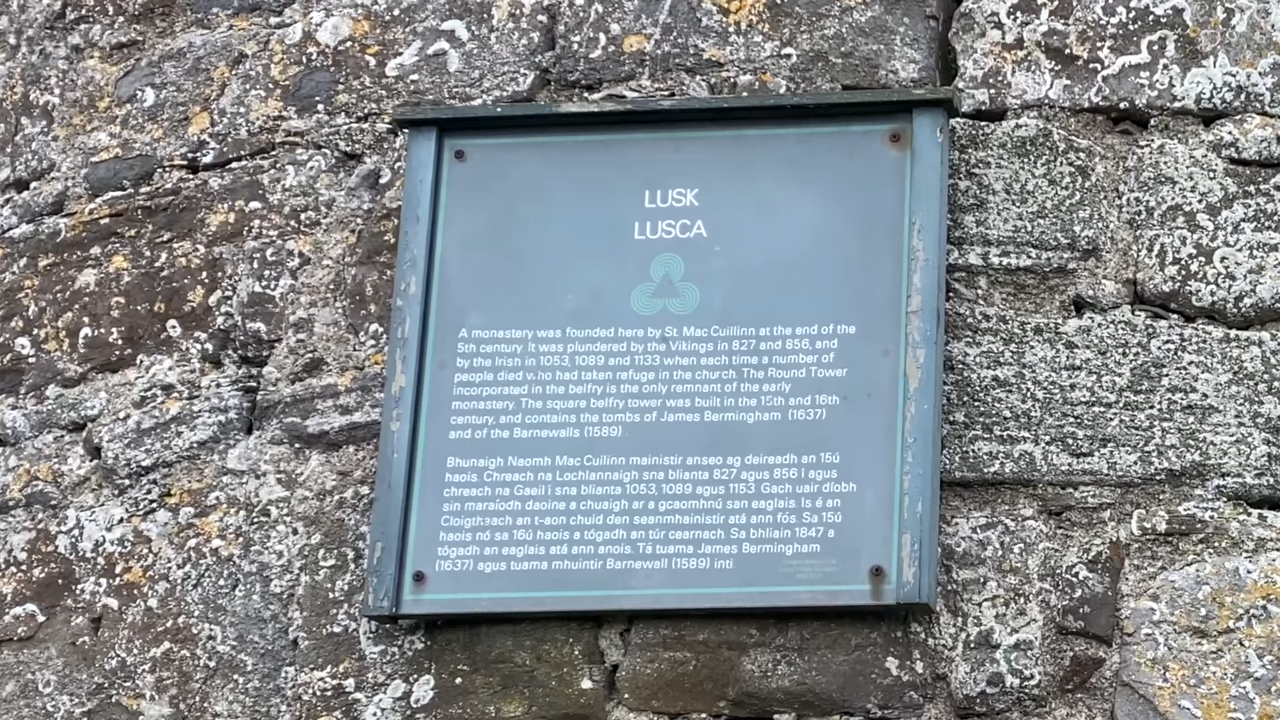 LUSK
LUSCA
A monastery was founded here by St. Mac Cuillinn at the end of the
5th century. It was plundered by the Vikings in 827 and 856, and
by the Irish in 1053, 1089 and 1133 when each time a number of
people died who had taken refuge in the church. The Round Tower
incorporated in the belfry is the only remnant of the early
monastery. The square belfry tower was built in the 15th and 16th
century, and contains the tombs of James Bermingham (1637)
and of the Barnewalls (1589).
Bhunaigh Naomh Mac Cuilinn mainistir anseo ag deireadh an 15ú
haois. Chreach na Lochlannaigh sna blianta 827 agus 856 í agus
chreach na Gaeil í sna blianta 1053, 1089 agus 1153. Gach uair díobh
sin maraíodh daoine a chuaigh ar a gcaomhnú san eaglais. Is é an
Cloigtheach an t-aon chuid den seanmhainistir atá ann fós. Sa 15ú
haois nó sa 16ú haois a tógadh an túr cearnach. Sa bhliain 1847 a
tógadh an eaglais atá ann anois. Tá tuama James Bermingham
(1637) agus tuama mhuintir Barnewall (1589) inti